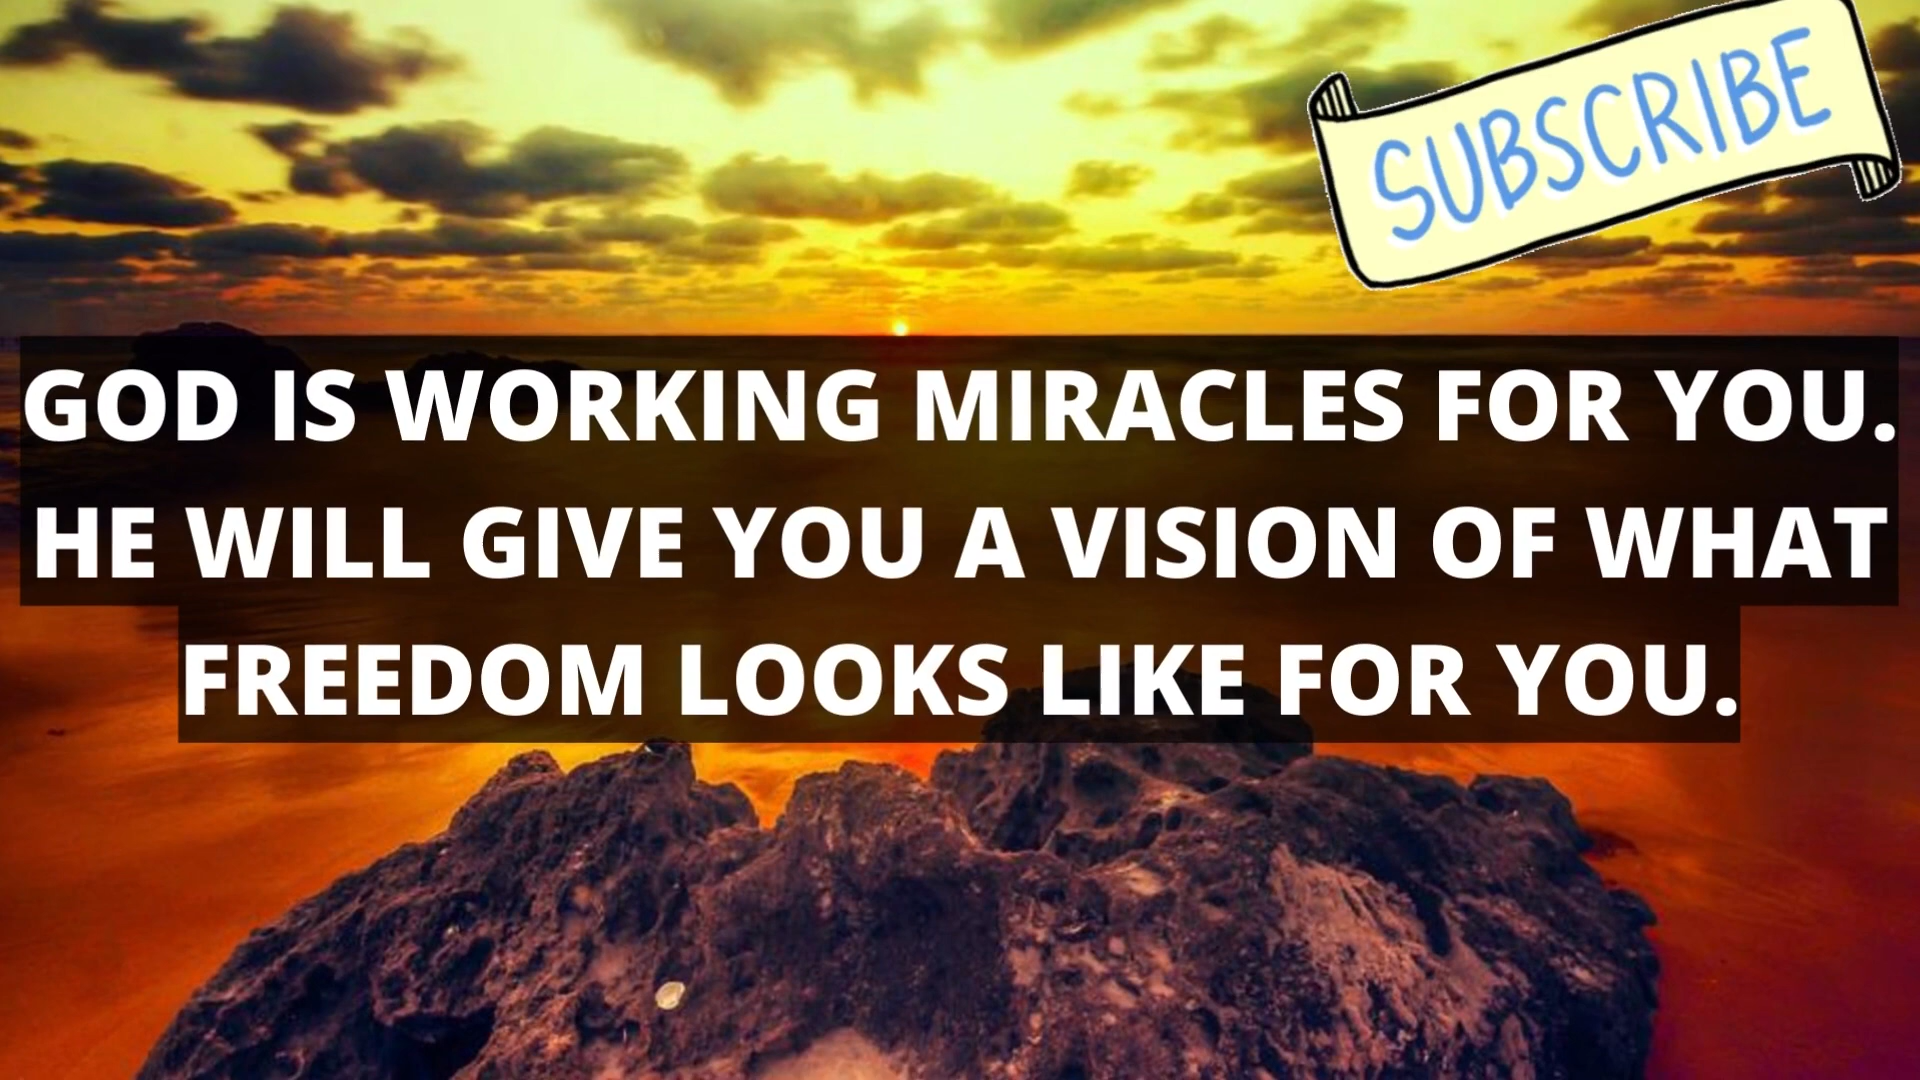 SUBSCRIBE
GOD IS WORKING MIRACLES FOR YOU.
HE WILL GIVE YOU A VISION OF WHAT
FREEDOM LOOKS LIKE FOR YOU.